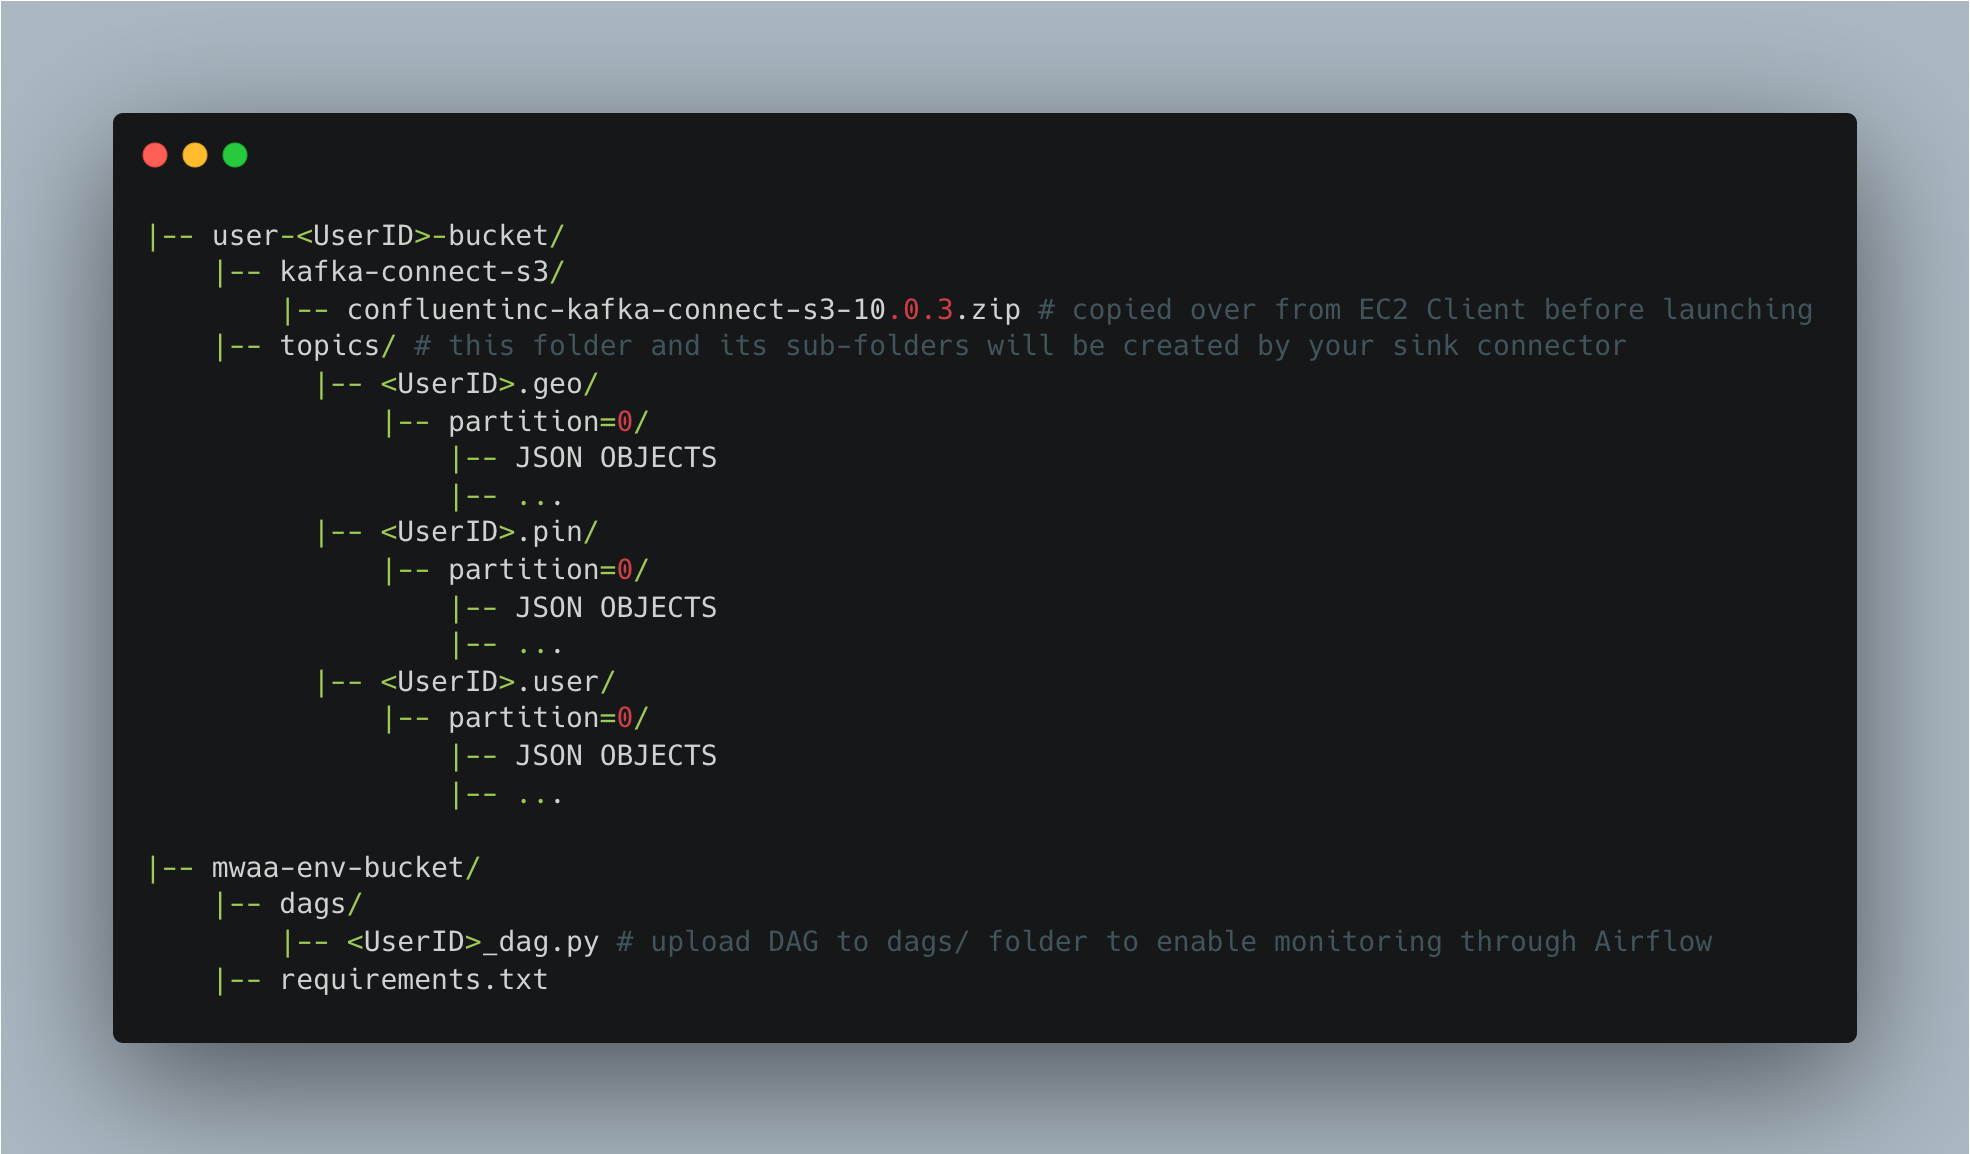 |-- user-<UserID>-bucket/
    |-- kafka-connect-s3/
        |-- confluentinc-kafka-connect-s3-10.0.3.zip # copied over from EC2 Client before launching
    |-- topics/ # this folder and its sub-folders will be created by your sink connector
          |-- <UserID>.geo/
              |-- partition=0/
                  |-- JSON OBJECTS
                  |-- ...
          |-- <UserID>.pin/
              |-- partition=0/
                  |-- JSON OBJECTS
                  |-- ...
          |-- <UserID>.user/
              |-- partition=0/
                  |-- JSON OBJECTS
                  |-- ...

|-- mwaa-env-bucket/
    |-- dags/
        |-- <UserID>_dag.py # upload DAG to dags/ folder to enable monitoring through Airflow
    |-- requirements.txt